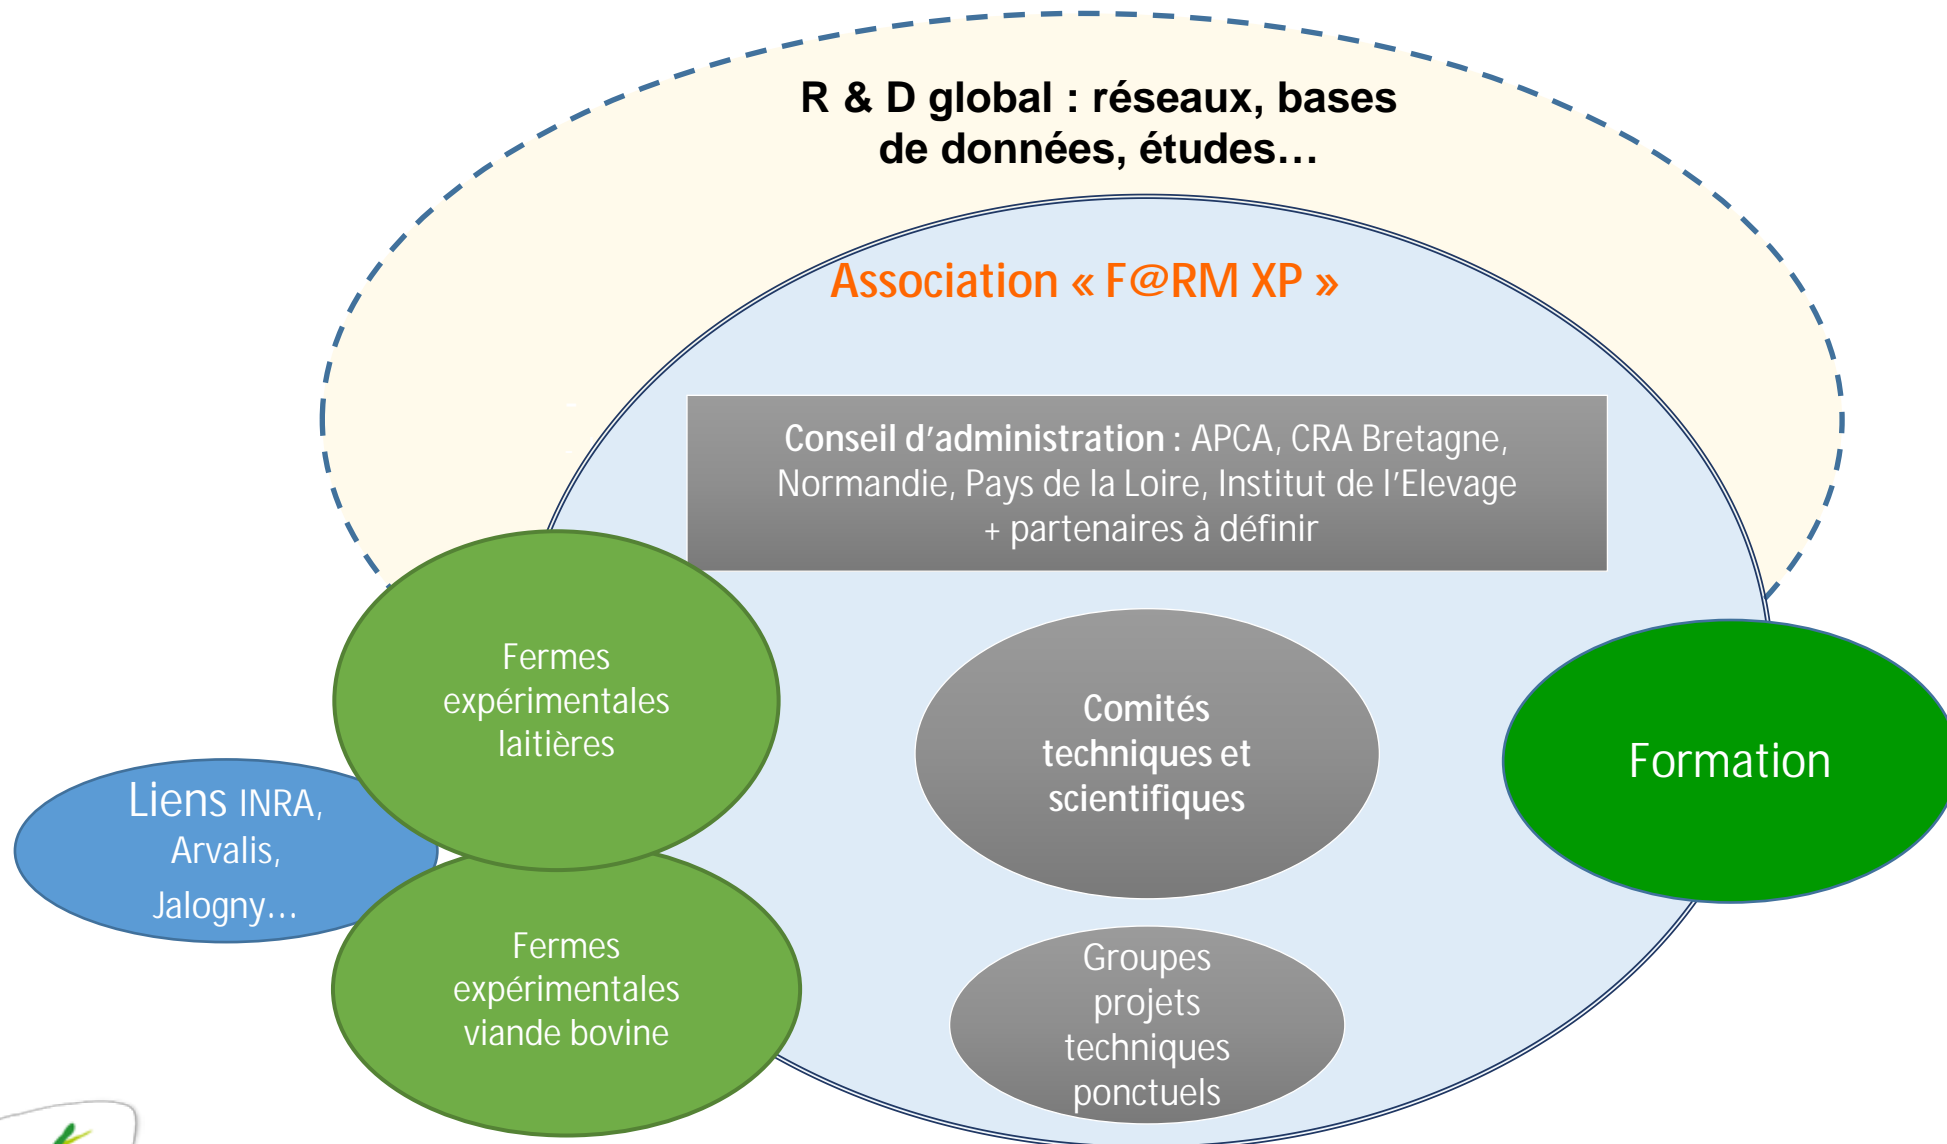 R & D global : réseaux, bases
de données, études…
Association « F@RM XP »
Conseil d’administration : APCA, CRA Bretagne,
Normandie, Pays de la Loire, Institut de l’Elevage
+ partenaires à définir
Fermes
expérimentales
laitières
Comités
techniques et
scientifiques
Formation
Liens INRA,
Arvalis,
Jalogny…
Fermes
expérimentales
viande bovine
Groupes
projets
techniques
ponctuels